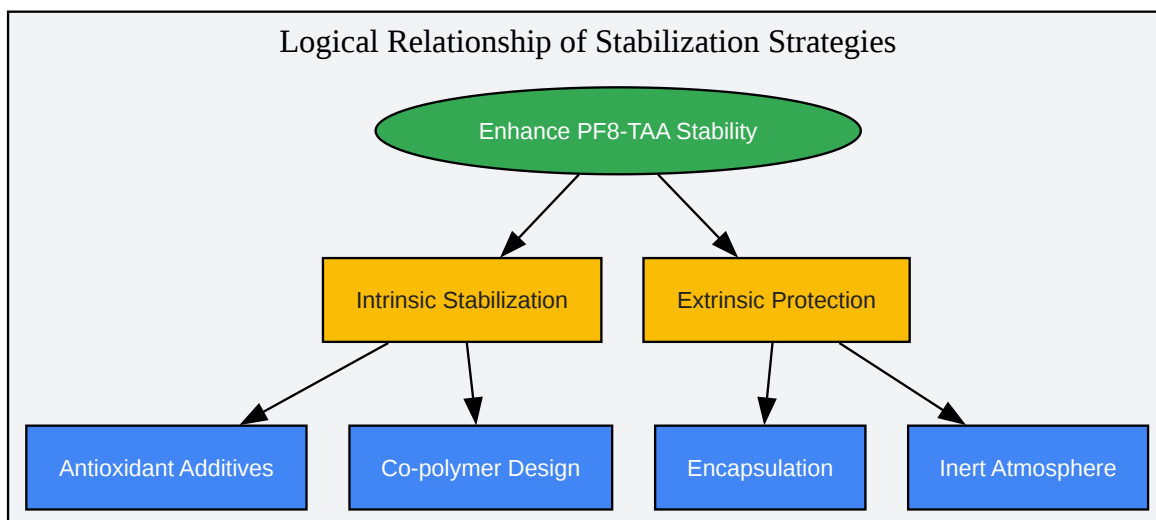 Logical Relationship of Stabilization Strategies
Enhance PF8-TAA Stability
Intrinsic Stabilization
Extrinsic Protection
Antioxidant Additives
Co-polymer Design
Encapsulation
Inert Atmosphere